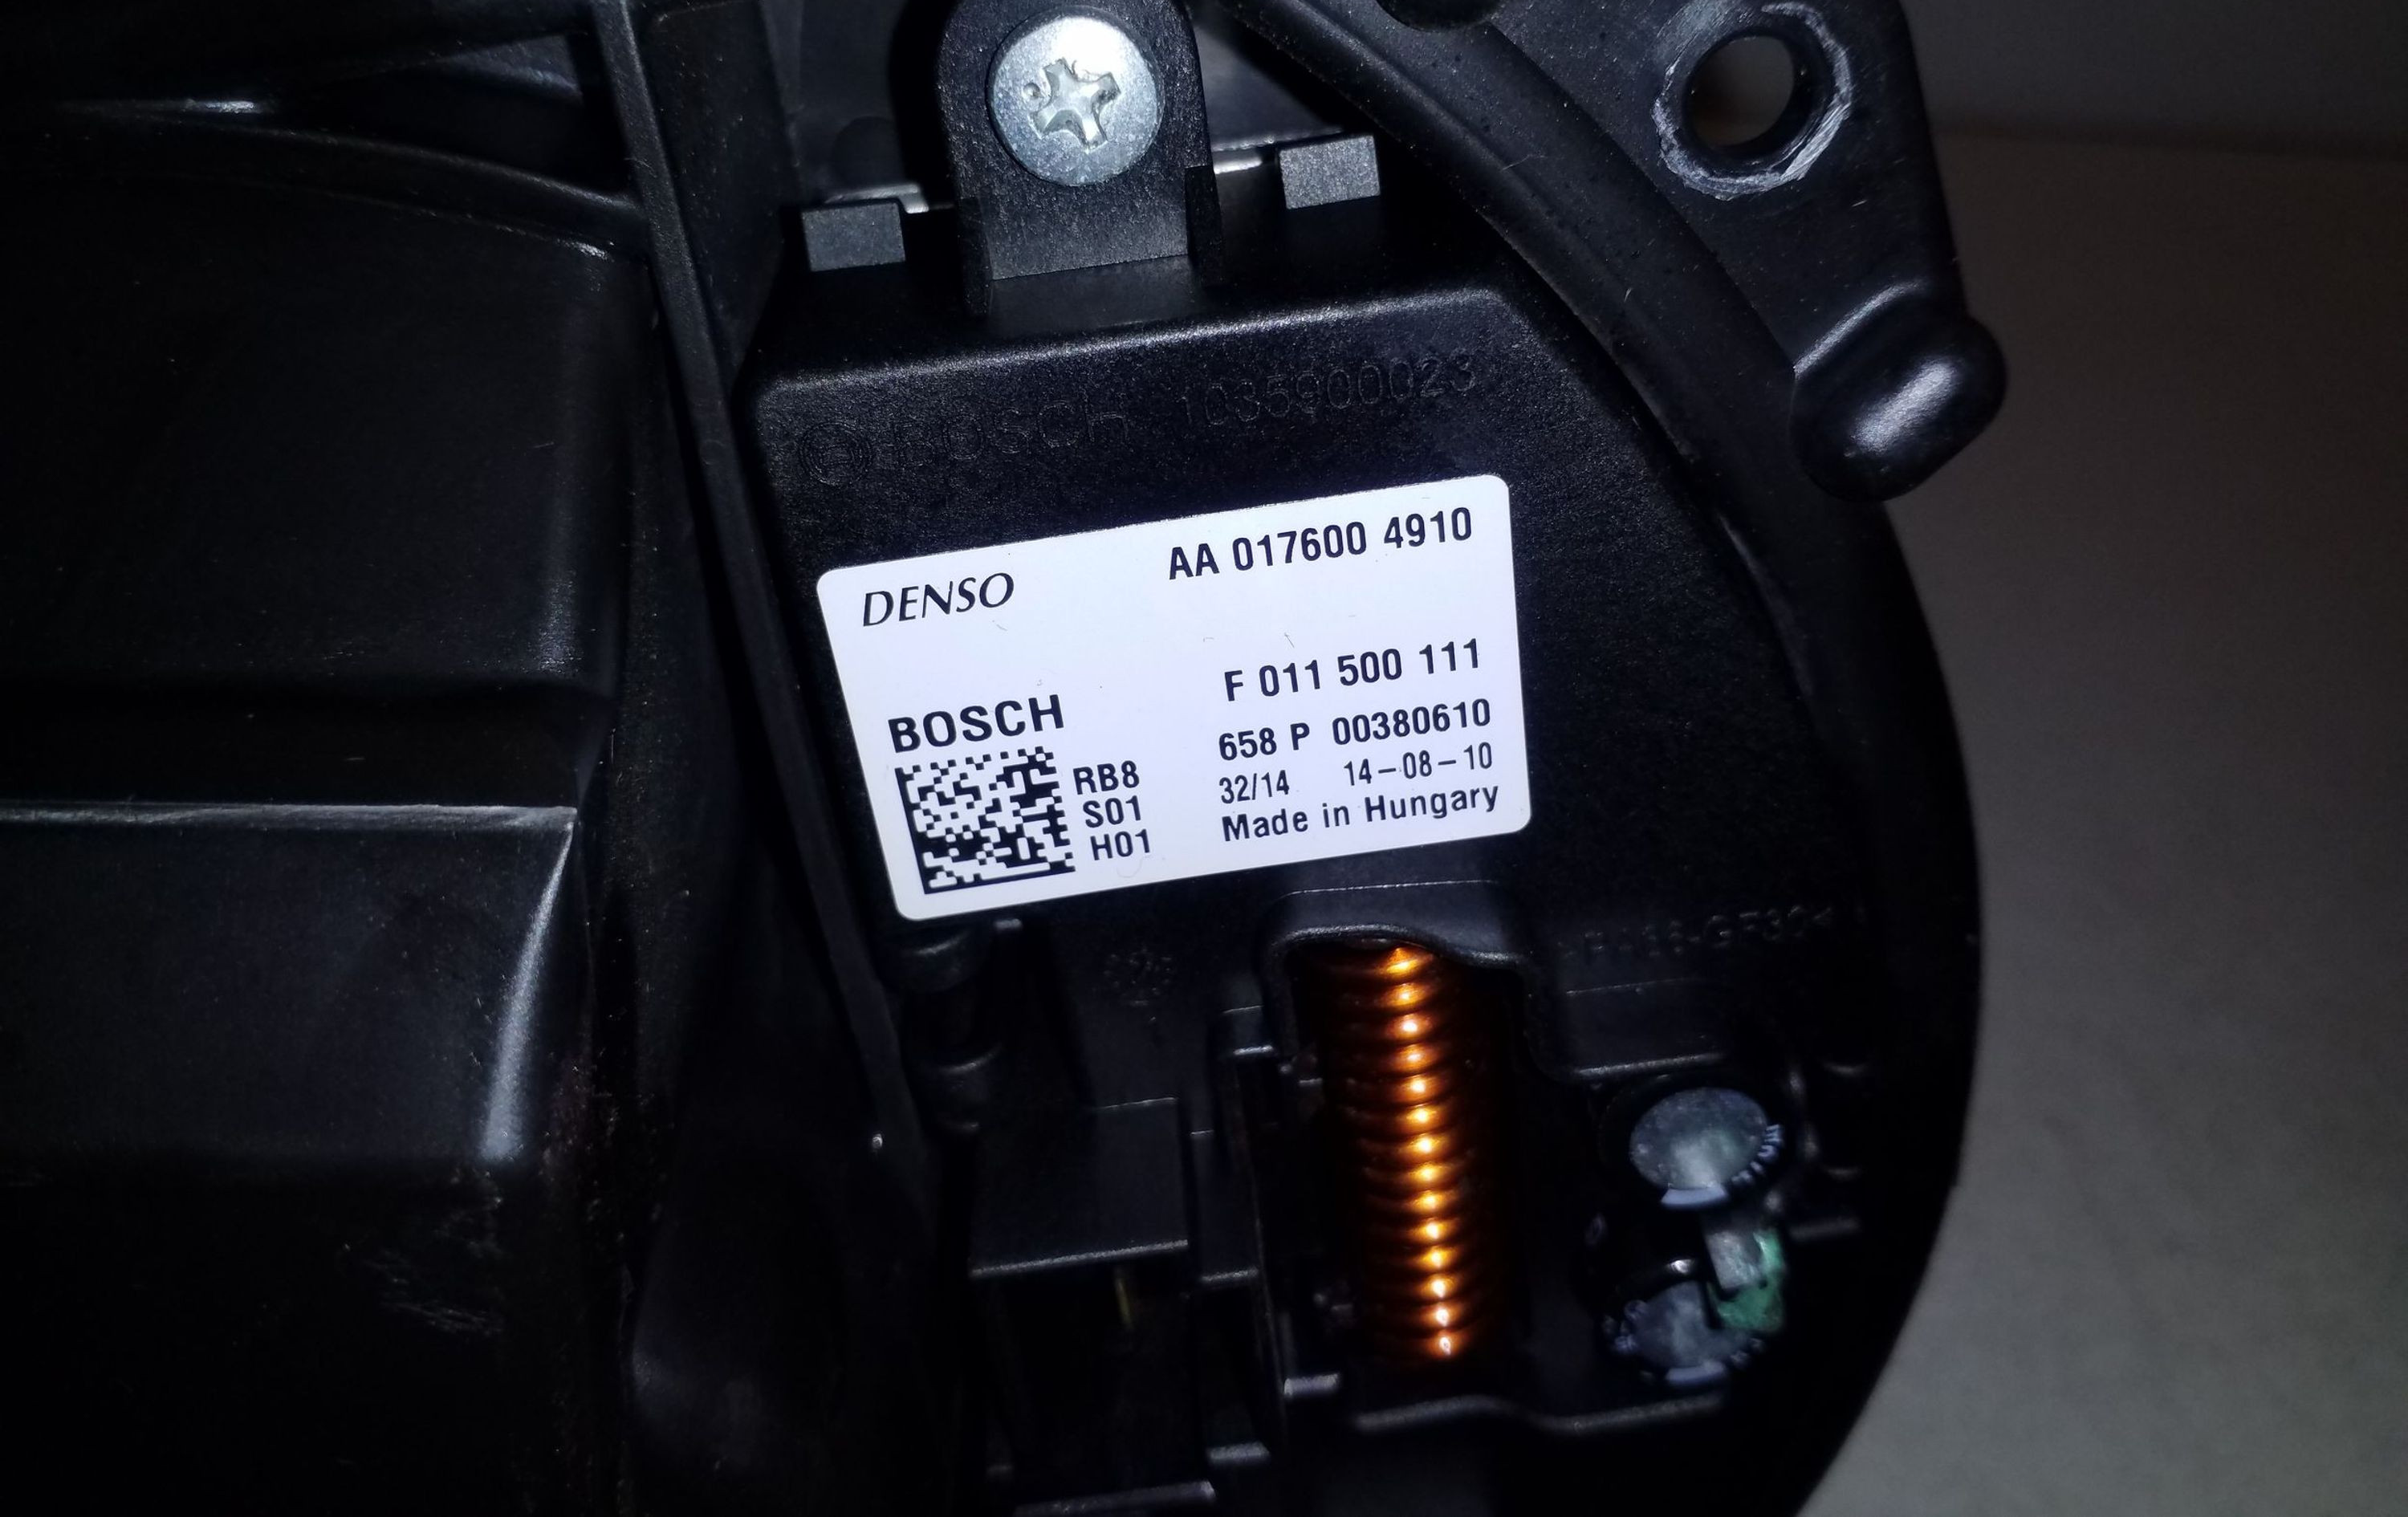 BOSCH 1035900023
DENSO AA 017600 4910
F 011 500 111
BOSCH
658 P 00380610
RB8 32/14 14-08-10
S01 Made in Hungary
H01